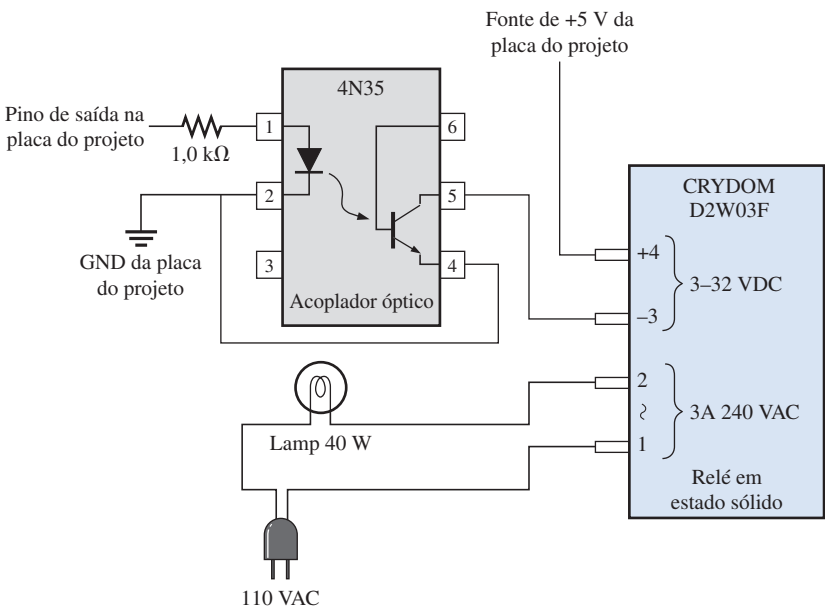 Fonte de +5 V da
placa do projeto
4N35
Pino de saída na
placa do projeto
1,0 kΩ
1
2
3
6
5
4
GND da placa
do projeto
Acoplador óptico
CRYDOM
D2W03F
+4
3–32 VDC
–3
2
~
3A 240 VAC
1
Relé em
estado sólido
Lamp 40 W
110 VAC